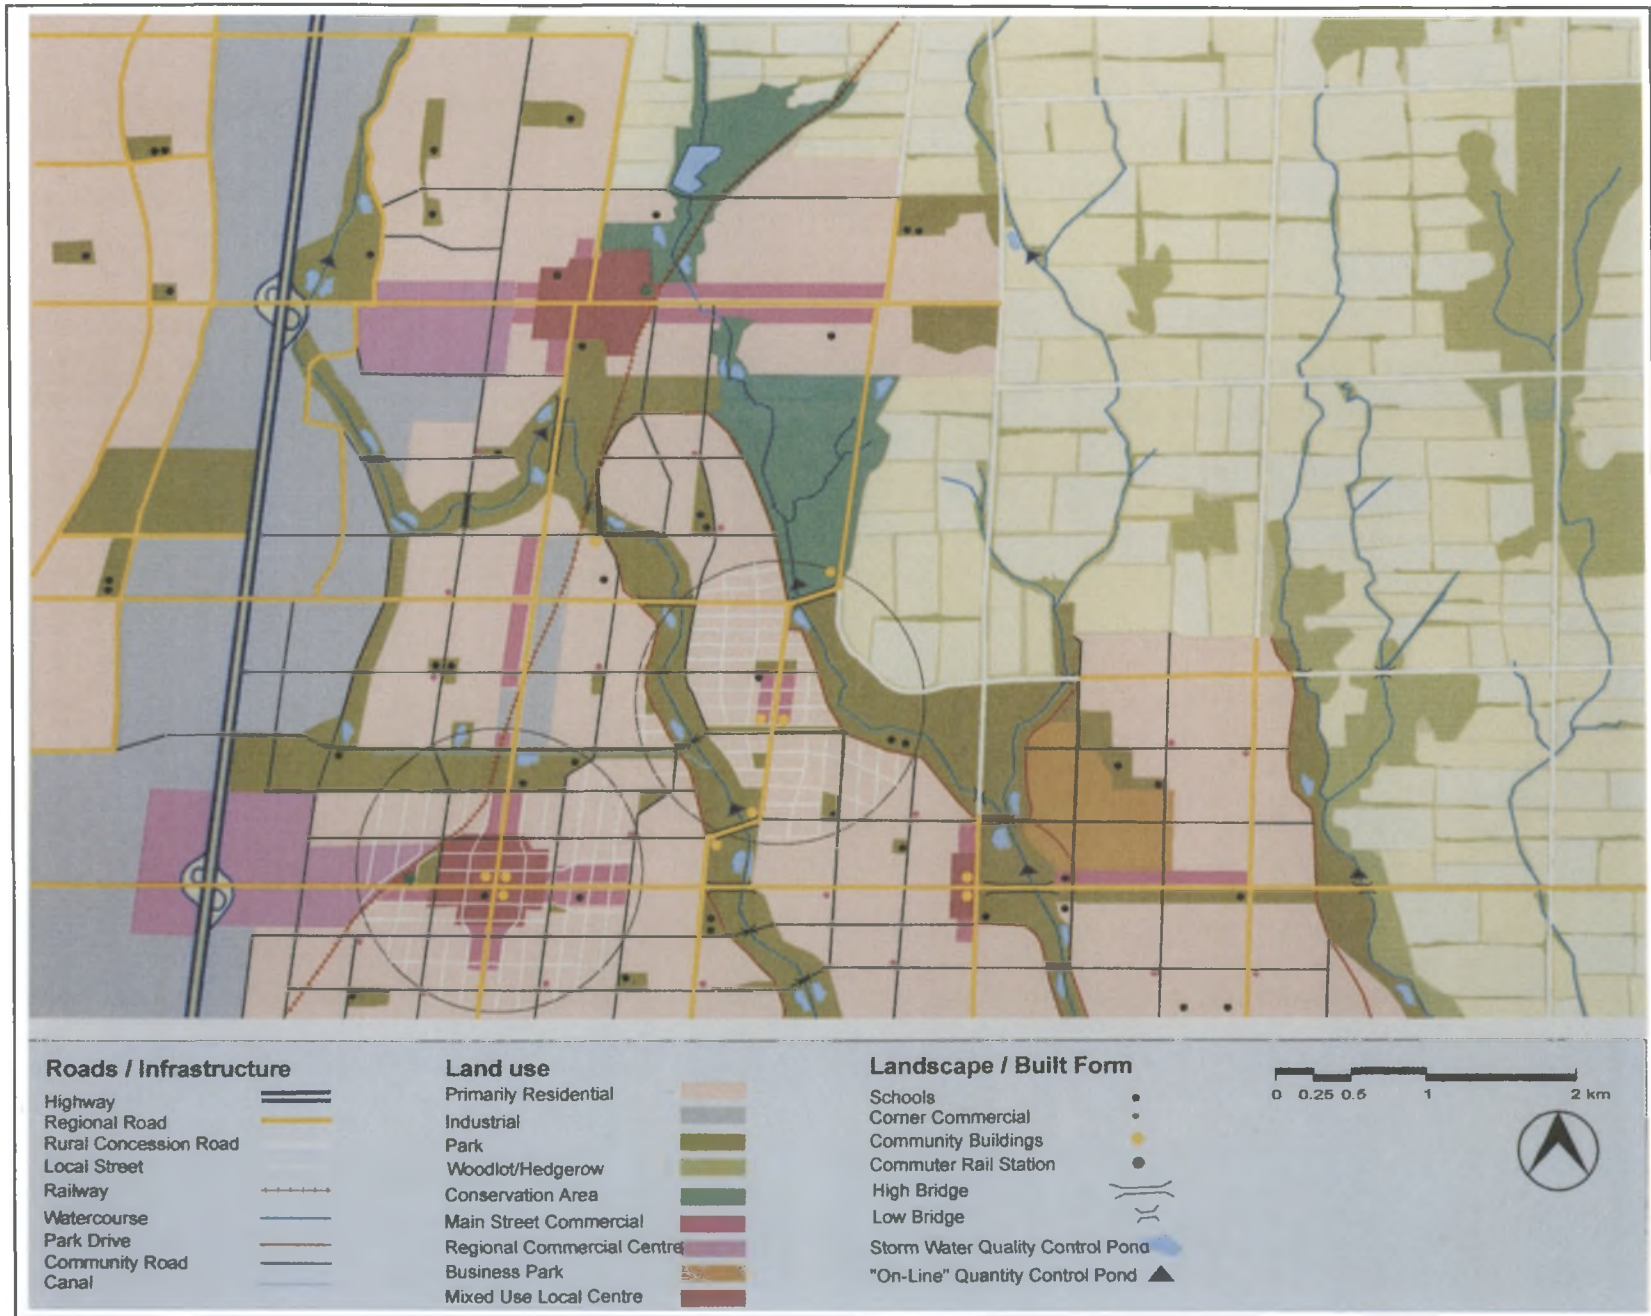 Roads / Infrastructure
Highway
Regional Road
Rural Concession Road
Local Street
Railway
Watercourse
Park Drive
Community Road
Canal
Land use
Primarily Residential
Industrial
Park
Woodlot/Hedgerow
Conservation Area
Main Street Commercial
Regional Commercial Centre
Business Park
Mixed Use Local Centre
Landscape / Built Form
Schools
Corner Commercial
Community Buildings
Commuter Rail Station
High Bridge
Low Bridge
Storm Water Quality Control Pond
"On-Line" Quantity Control Pond
0 0.25 0.5 1 2 km